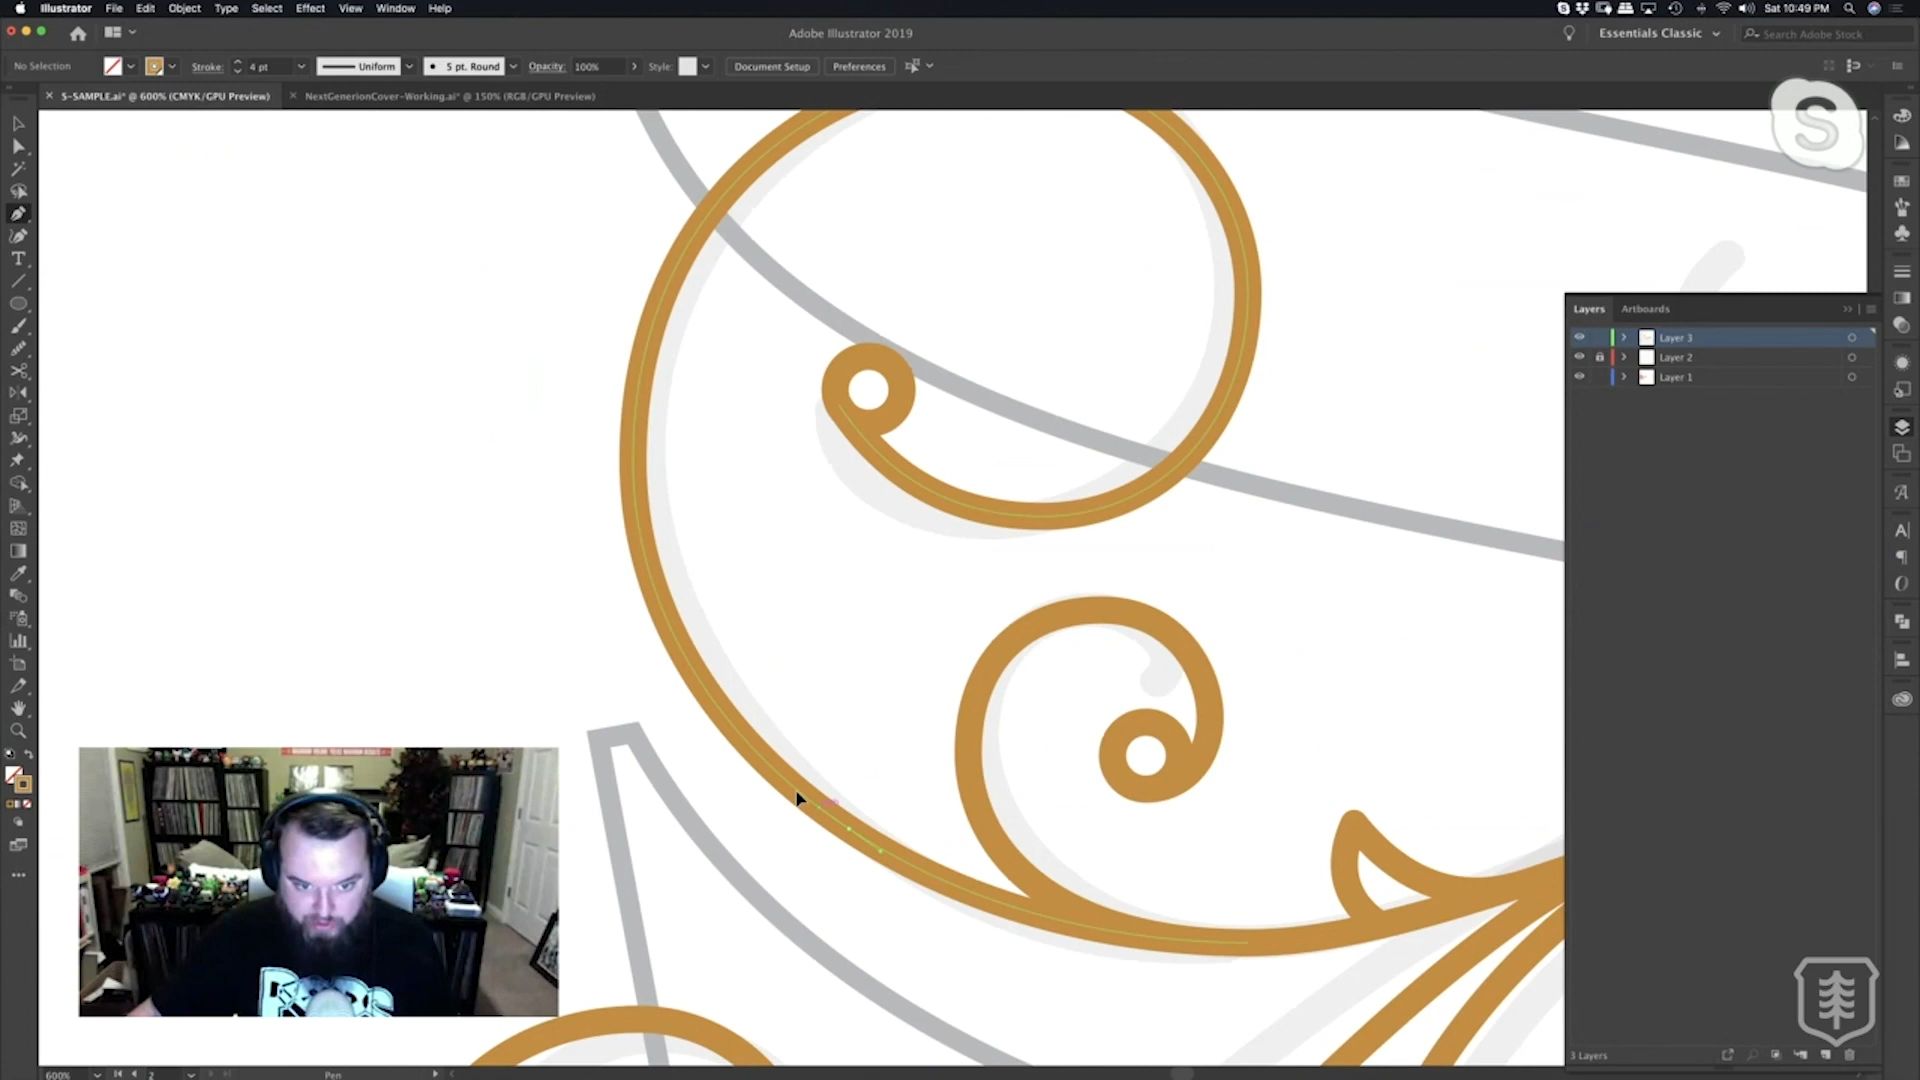 Illustrator File Edit Object Type Select Effect View Window Help Sat 10:49 PM
Adobe Illustrator 2019 Essentials Classic Search Adobe Stock
No Selection Stroke: 4 pt Uniform 5 pt. Round Opacity: 100% Style: Document Setup Preferences
S-SAMPLE.ai* @ 600% (CMYK/GPU Preview) NextGenerionCover-Working.ai* @ 150% (RGB/GPU Preview)
Layers Artboards
Layer 3
Layer 2
Layer 1
3 Layers
600% 2 Pen